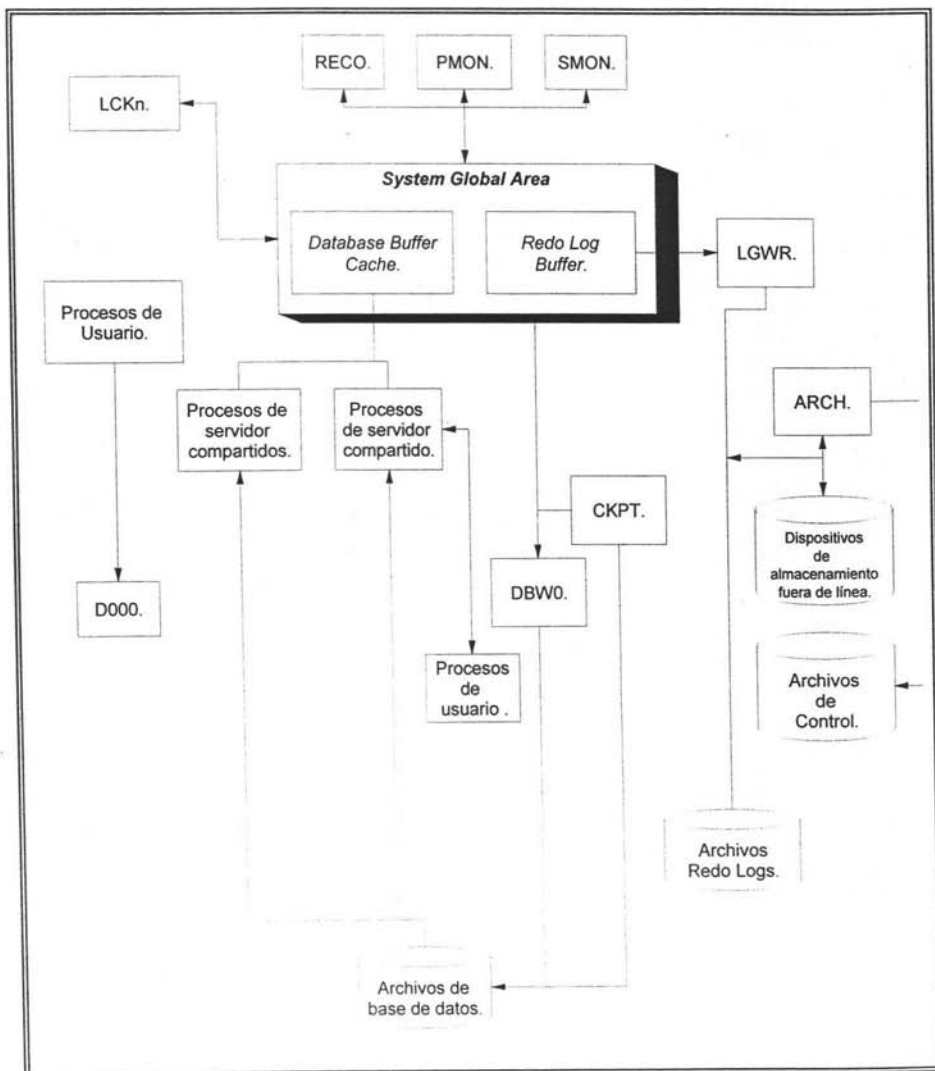 RECO.
PMON.
SMON.
LCKn.
System Global Area
Database Buffer
Cache.
Redo Log
Buffer.
LGWR.
Procesos de
Usuario.
Procesos de
servidor
compartidos.
Procesos
de servidor
compartido.
ARCH.
CKPT.
Dispositivos
de
almacenamiento
fuera de línea.
D000.
DBW0.
Procesos
de
usuario .
Archivos
de
Control.
Archivos
Redo Logs.
Archivos de
base de datos.